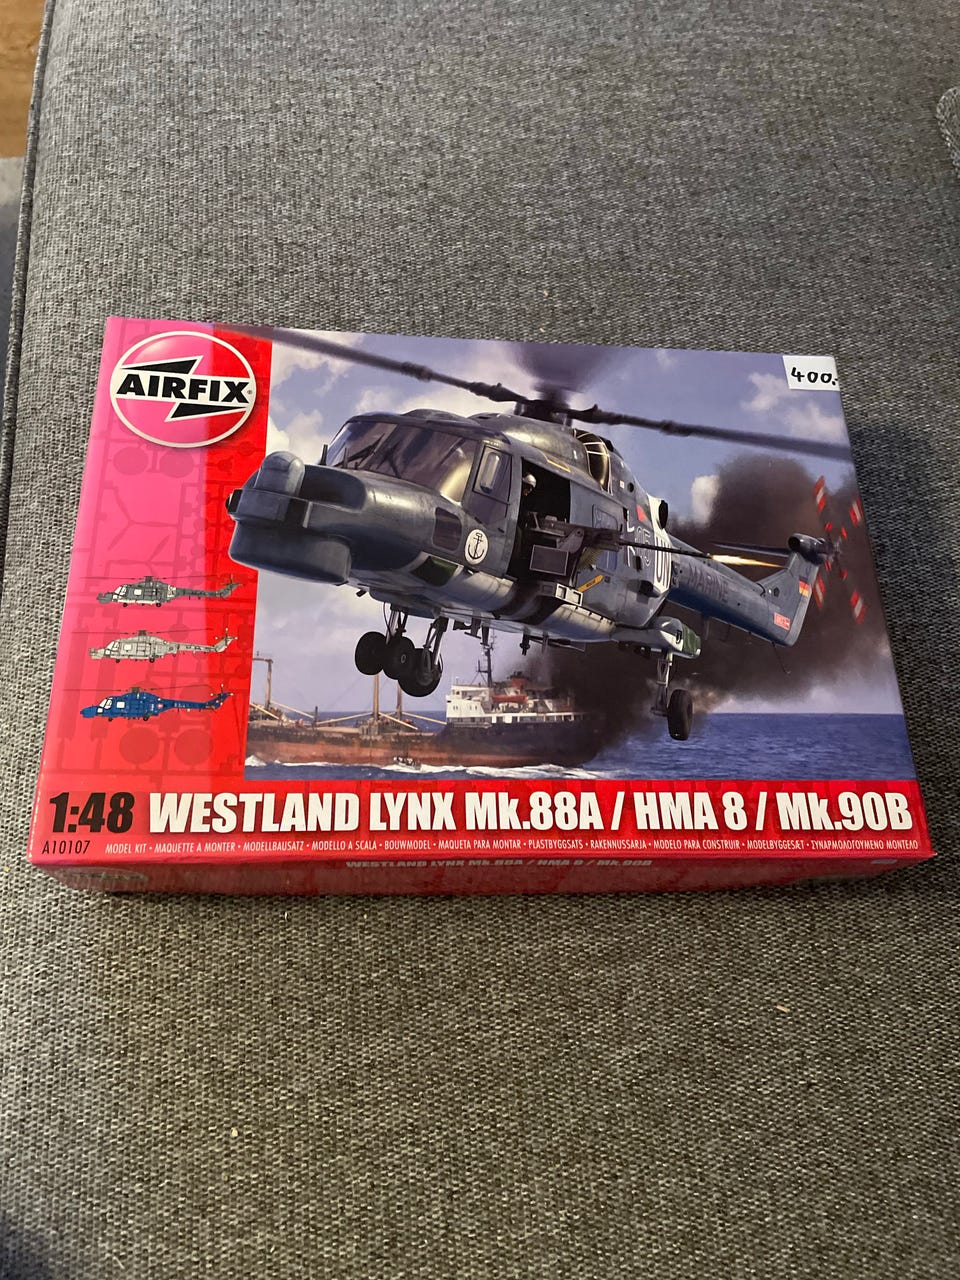 AIRFIX®
400.-
UN
MARINE
1:48 WESTLAND LYNX Mk.88A / HMA 8 / Mk.90B
A10107 MODEL KIT • MAQUETTE A MONTER • MODELLBAUSATZ • MODELLO A SCALA • BOUWMODEL • MAQUETA PARA MONTAR • PLASTBYGGSATS • RAKENNUSSARJA • MODELO PARA CONSTRUIR • MODELBYGGESÆT • ΣΥΝΑΡΜΟΛΟΓΟΥΜΕΝΟ ΜΟΝΤΕΛΟ
WESTLAND LYNX Mk.88A / HMA 8 / Mk.90B